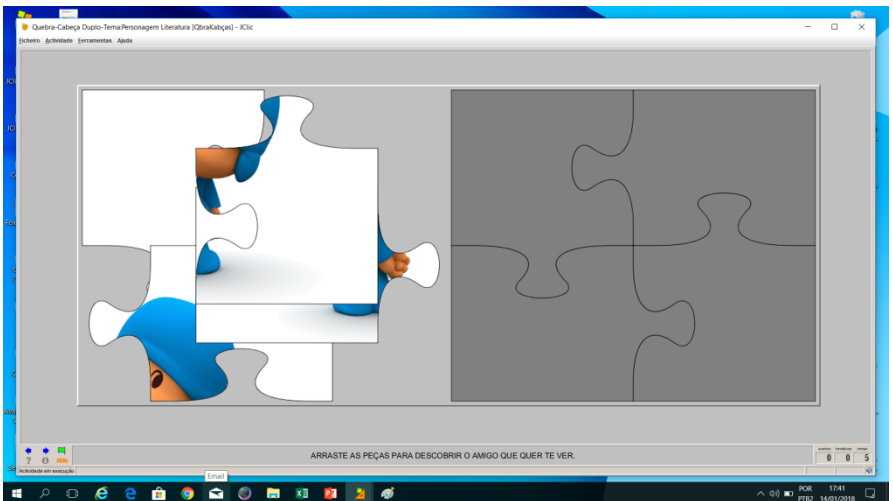 Quebra-Cabeça Duplo-Tema:Personagem Literatura [QbraKabças] - JClic
Ficheiro Actividade Ferramentas Ajuda
ARRASTE AS PEÇAS PARA DESCOBRIR O AMIGO QUE QUER TE VER.
0 0 5
Actividade em execução
Email
POR 17:41
PTB2 14/01/2018